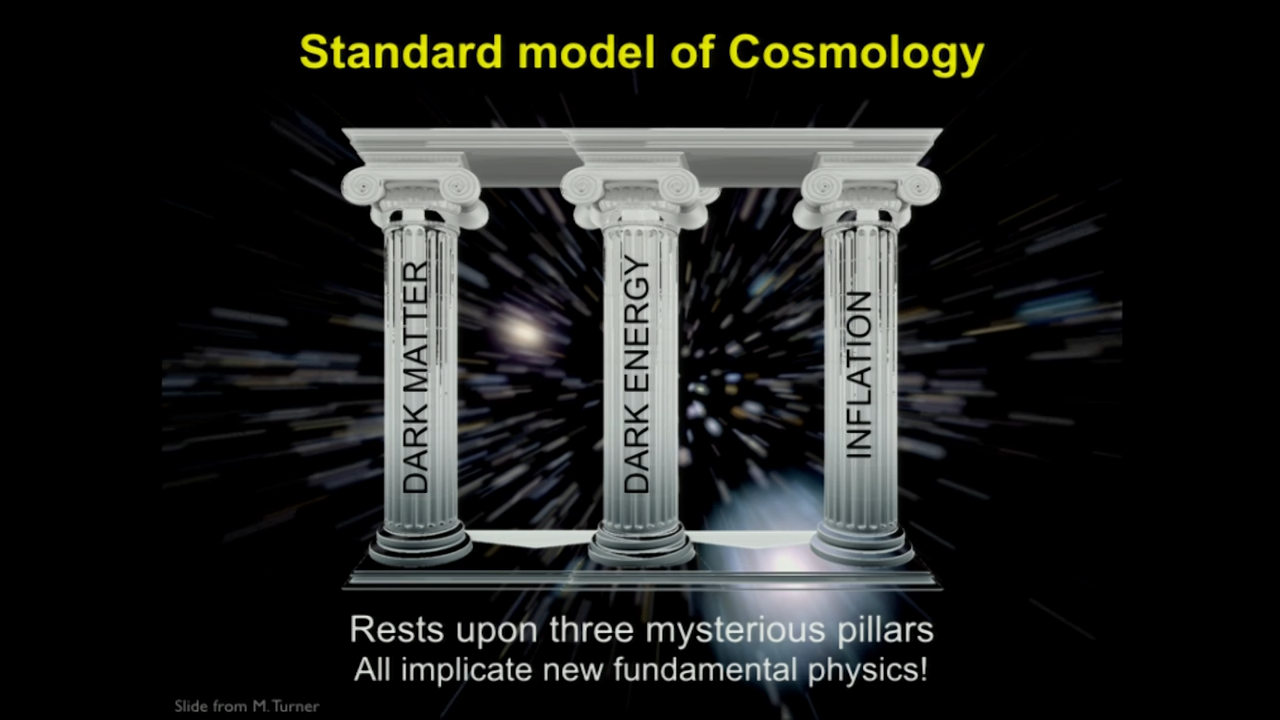 Standard model of Cosmology
DARK MATTER
DARK ENERGY
INFLATION
Rests upon three mysterious pillars
All implicate new fundamental physics!
Slide from M. Turner